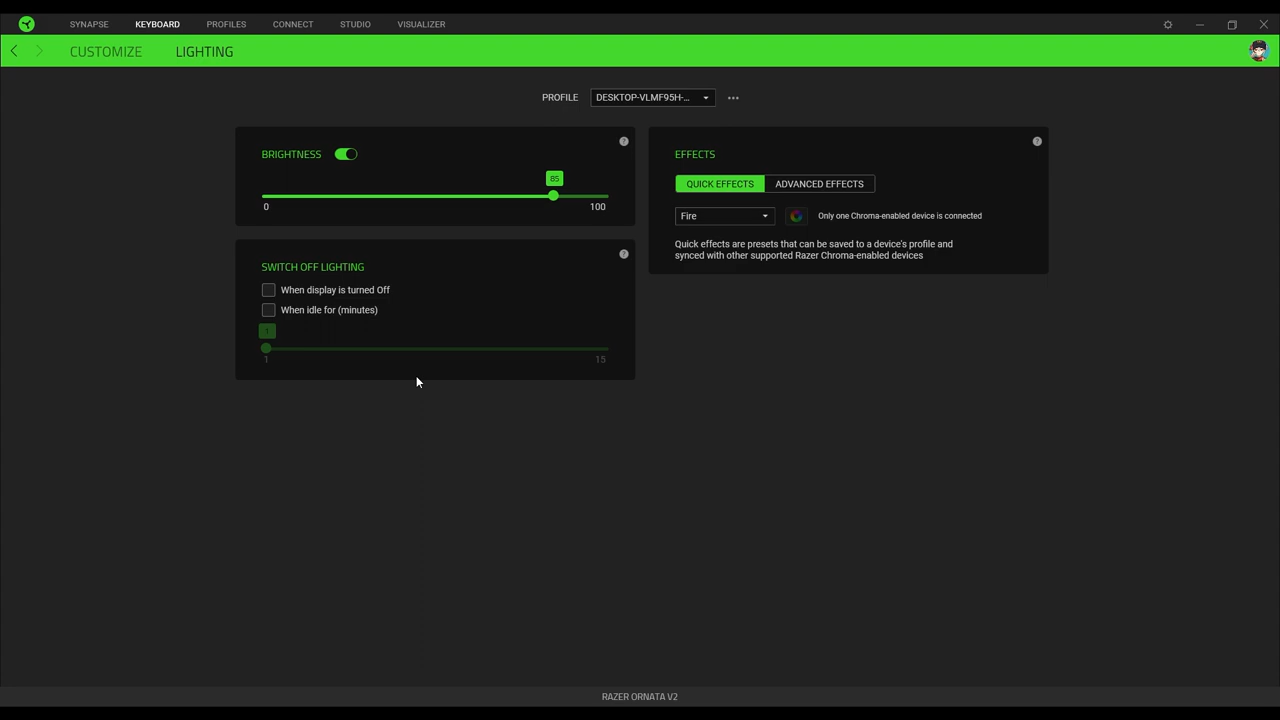 SYNAPSE KEYBOARD PROFILES CONNECT STUDIO VISUALIZER
CUSTOMIZE LIGHTING
PROFILE DESKTOP-VLMF95H-...
BRIGHTNESS
85
0 100
SWITCH OFF LIGHTING
When display is turned Off
When idle for (minutes)
1
1 15
EFFECTS
QUICK EFFECTS ADVANCED EFFECTS
Fire Only one Chroma-enabled device is connected
Quick effects are presets that can be saved to a device's profile and
synced with other supported Razer Chroma-enabled devices
RAZER ORNATA V2